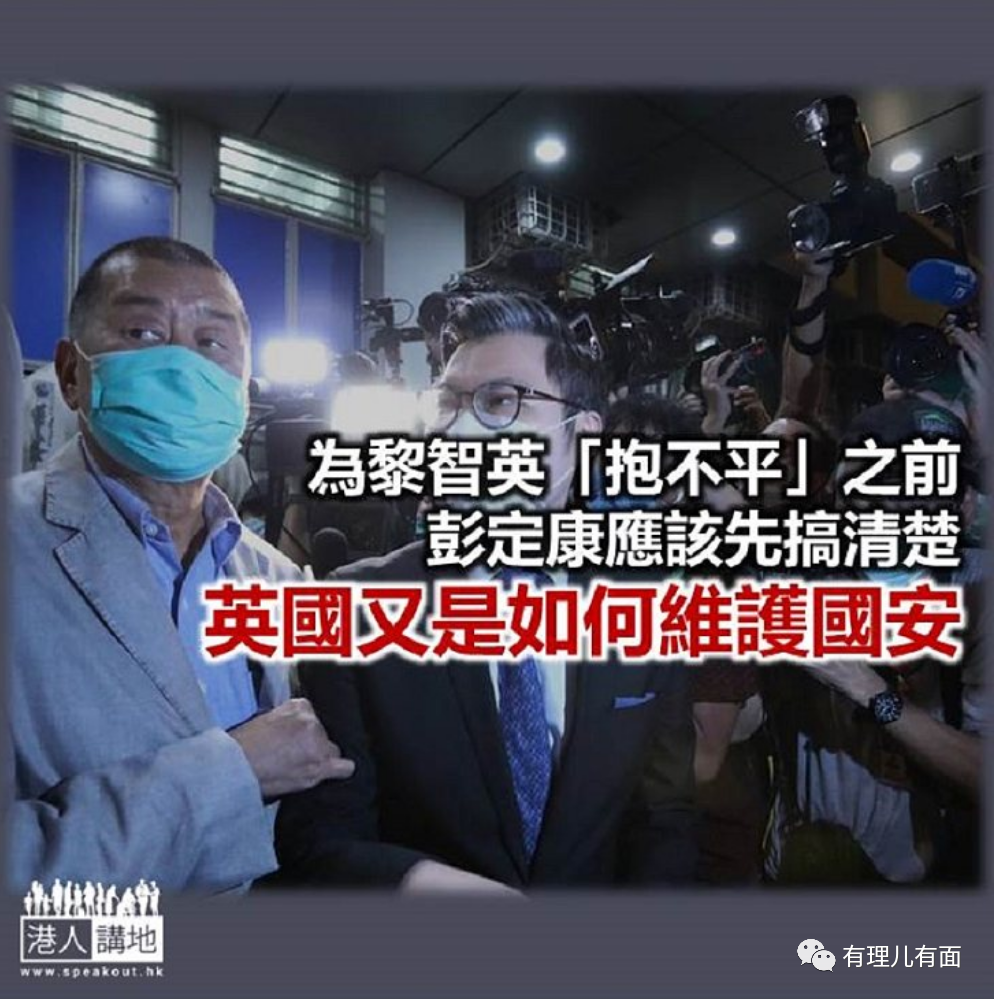 為黎智英「抱不平」之前
彭定康應該先搞清楚
英國又是如何維護國安
港人講地
www.speakout.hk
有理儿有面